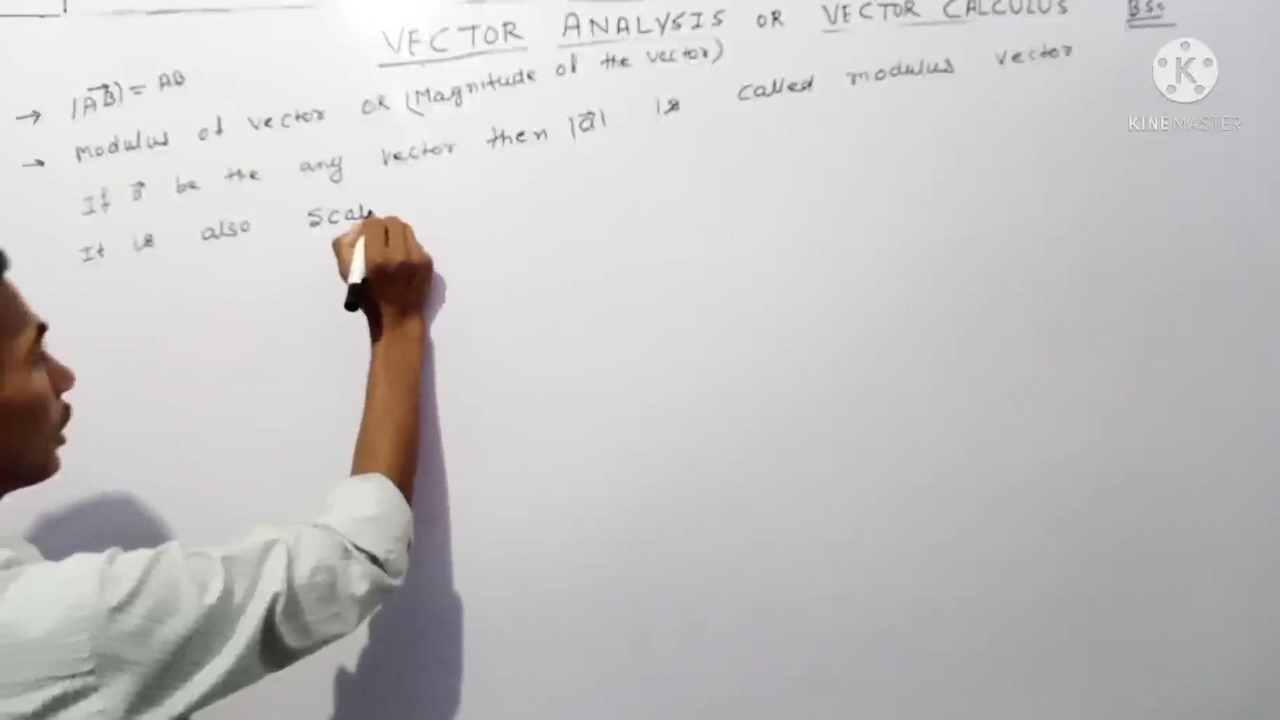 VECTOR ANALYSIS OR VECTOR CALCULUS BSc
→ |A⃗B⃗| = AB
→ Modulus of vector OR (Magnitude of the vector)
If a⃗ be the any vector then |a⃗| is called modulus vector
It is also Scal
KINEMASTER